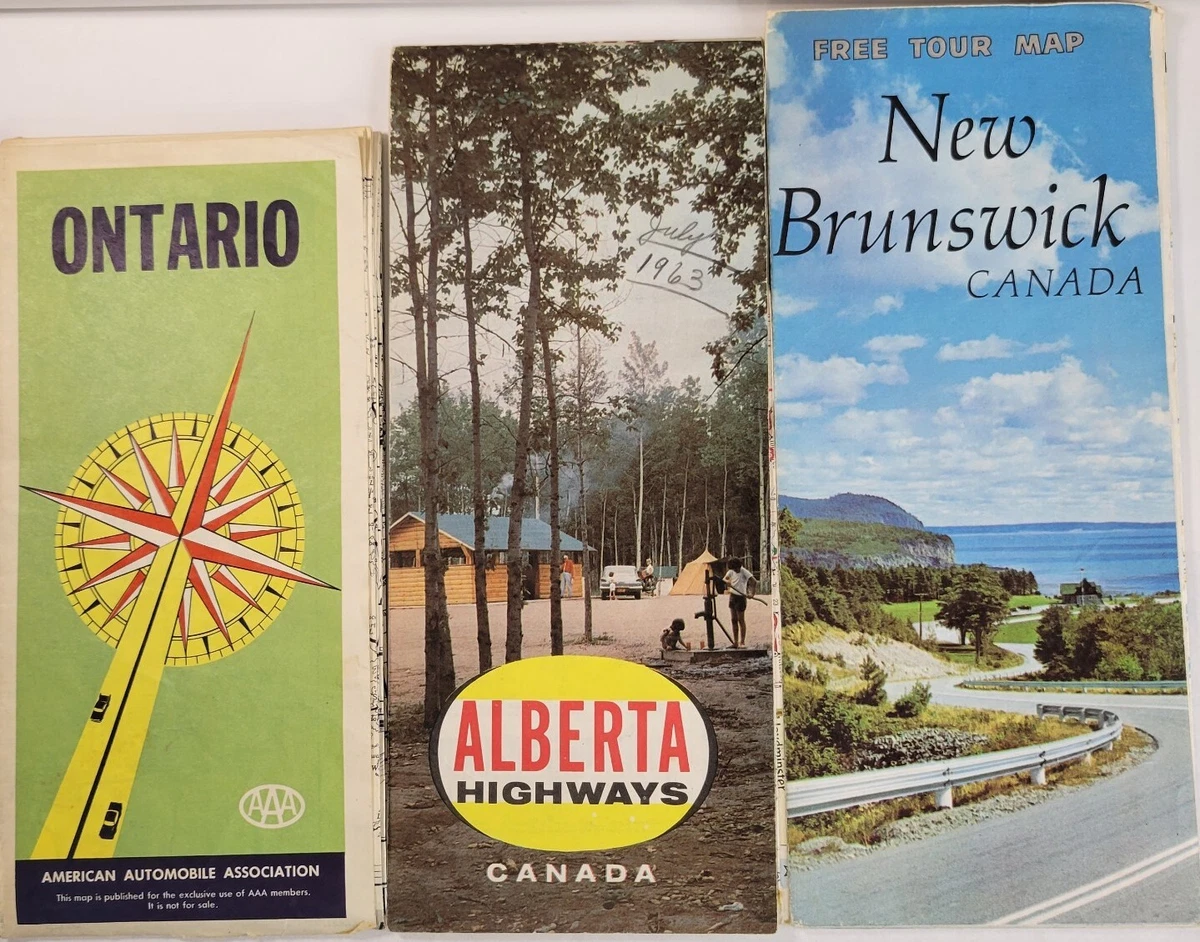 ONTARIO
AAA
AMERICAN AUTOMOBILE ASSOCIATION
This map is published for the exclusive use of AAA members.
It is not for sale.
July
1963
ALBERTA
HIGHWAYS
CANADA
FREE TOUR MAP
New
Brunswick
CANADA
Lloydminster